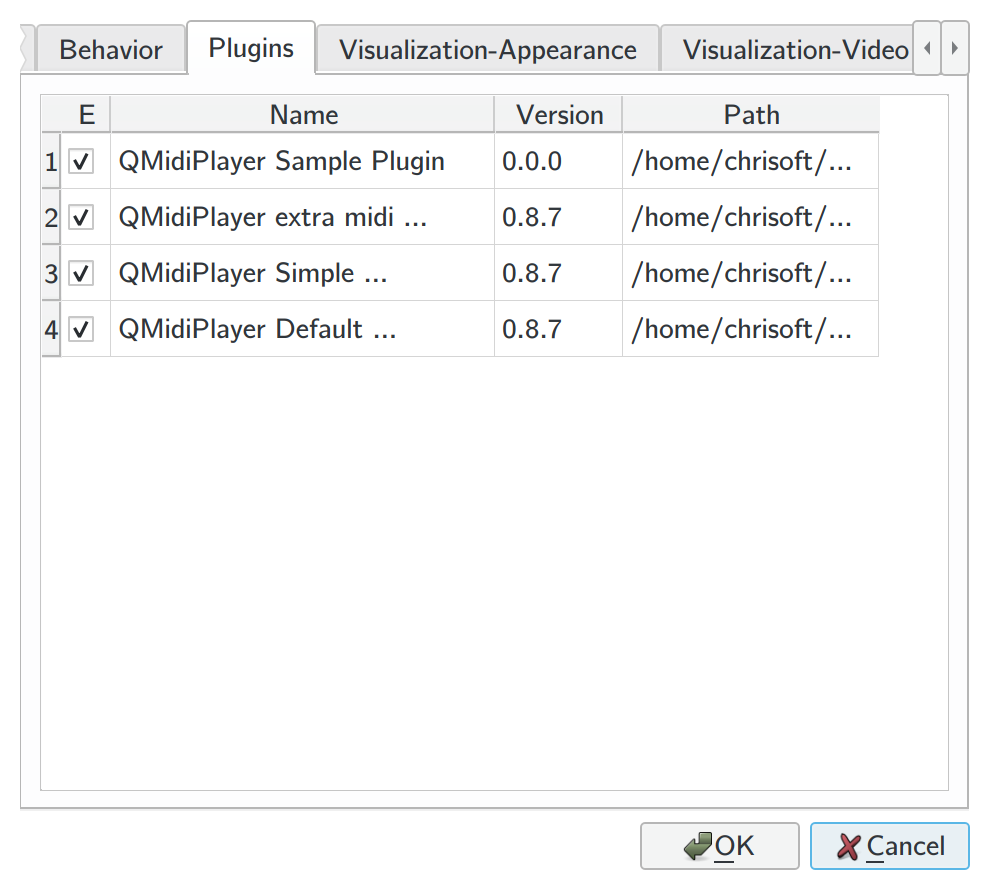 Behavior Plugins Visualization-Appearance Visualization-Video
E Name Version Path
1 QMidiPlayer Sample Plugin 0.0.0 /home/chrisoft/...
2 QMidiPlayer extra midi ... 0.8.7 /home/chrisoft/...
3 QMidiPlayer Simple ... 0.8.7 /home/chrisoft/...
4 QMidiPlayer Default ... 0.8.7 /home/chrisoft/...
OK Cancel